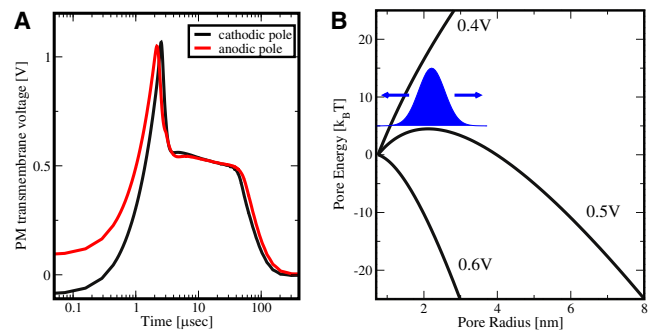 A
cathodic pole
anodic pole
1
0.5
0
PM transmembrane voltage [V]
0.1
1
10
100
Time [μsec]
B
0.4V
20
10
0
-10
-20
0.5V
0.6V
Pore Energy [k_BT]
2
4
6
8
Pore Radius [nm]